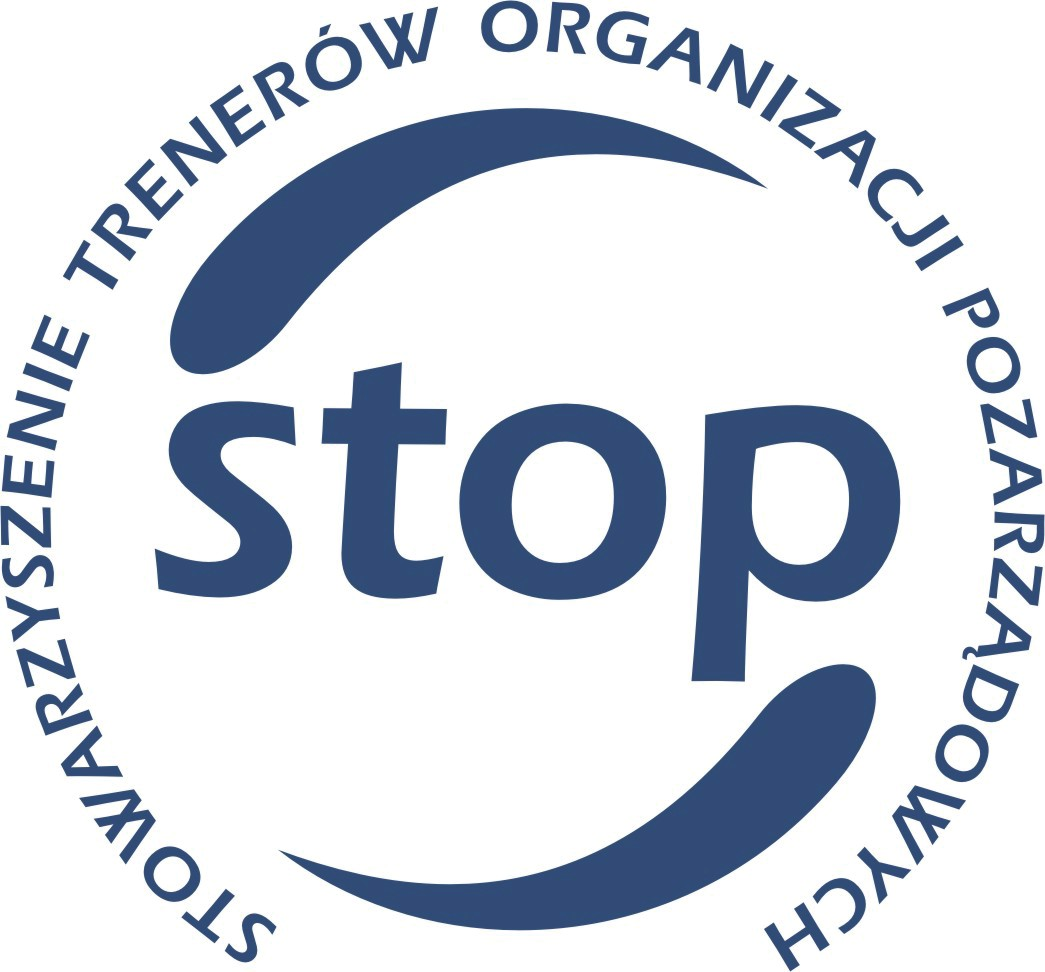 STOWARZYSZENIE TRENERÓW ORGANIZACJI POZARZĄDOWYCH
stop